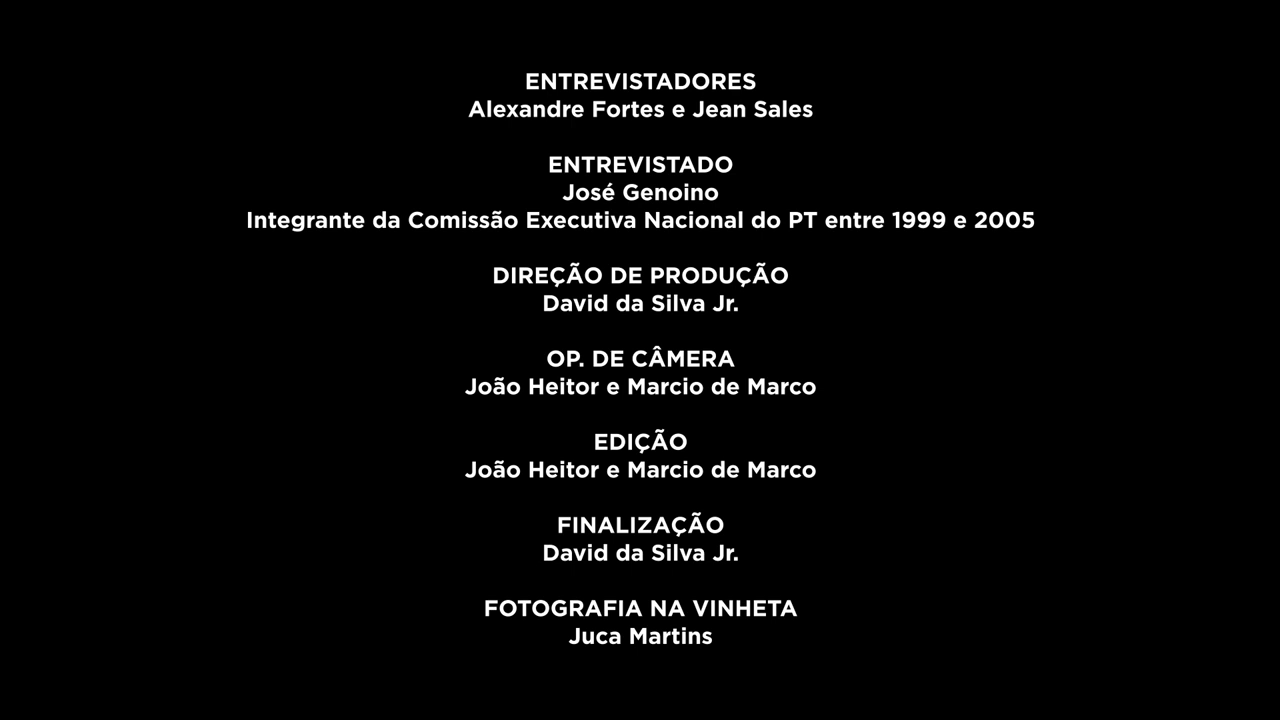 ENTREVISTADORES
Alexandre Fortes e Jean Sales
ENTREVISTADO
José Genoino
Integrante da Comissão Executiva Nacional do PT entre 1999 e 2005
DIREÇÃO DE PRODUÇÃO
David da Silva Jr.
OP. DE CÂMERA
João Heitor e Marcio de Marco
EDIÇÃO
João Heitor e Marcio de Marco
FINALIZAÇÃO
David da Silva Jr.
FOTOGRAFIA NA VINHETA
Juca Martins